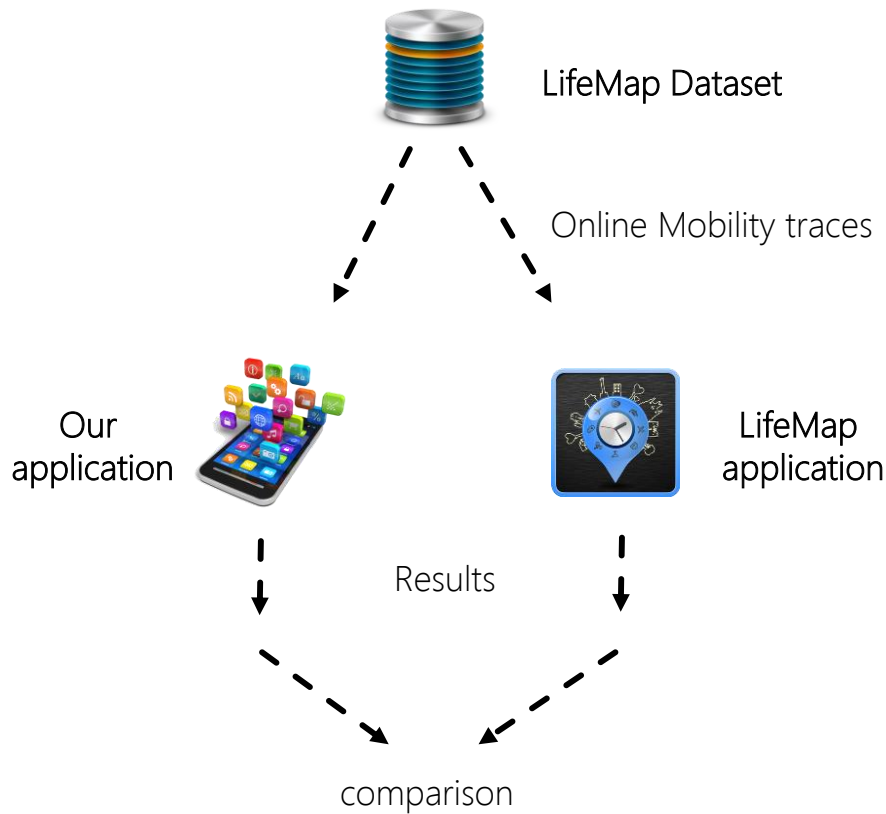 LifeMap Dataset
Online Mobility traces
Our
application
LifeMap
application
Results
comparison